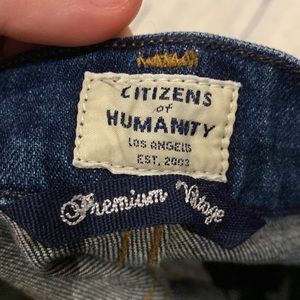 CITIZENS
of
HUMANITY
LOS ANGELES
EST. 2003
Premium Vintage